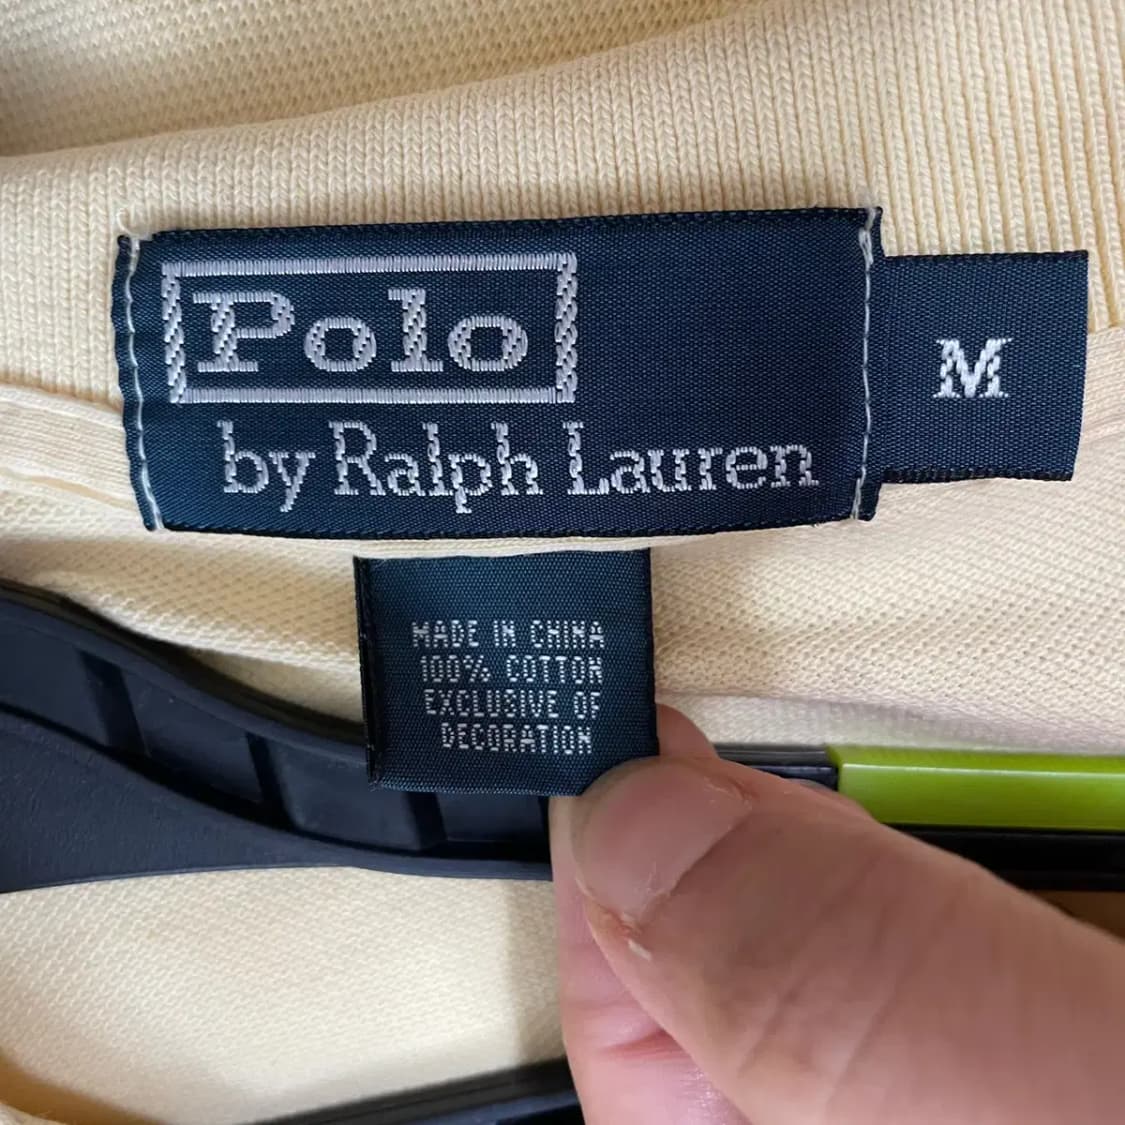 Polo
by Ralph Lauren
M
MADE IN CHINA
100% COTTON
EXCLUSIVE OF
DECORATION